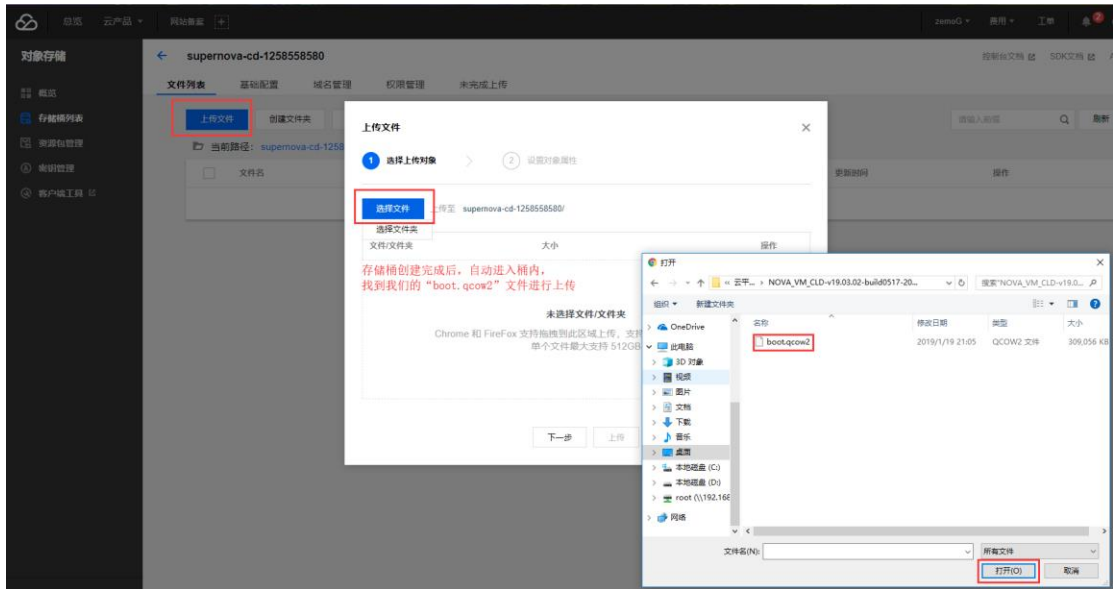 总览 云产品 网站备案 zemoG 费用 工单 2
对象存储
supernova-cd-1258558580
控制台文档 SDK文档
文件列表 基础配置 域名管理 权限管理 未完成上传
概览
存储桶列表
资源包管理
密钥管理
客户端工具
上传文件 创建文件夹
刷新
当前路径: supernova-cd-1258
文件名 更新时间 操作
上传文件
1 选择上传对象 2 设置对象属性
选择文件 上传至 supernova-cd-1258558580/
选择文件夹
文件/文件夹 大小 操作
存储桶创建完成后，自动进入桶内，
找到我们的“boot.qcow2”文件进行上传
未选择文件/文件夹
Chrome 和 FireFox 支持拖拽到此区域上传，支持
单个文件最大支持 512GB
下一步 上传
打开
« 云平... › NOVA_VM_CLD-v19.03.02-build0517-20... 搜索"NOVA_VM_CLD-v19.0...
组织 新建文件夹
名称 修改日期 类型 大小
boot.qcow2 2019/1/19 21:05 QCOW2 文件 309,056 KB
OneDrive
此电脑
3D 对象
视频
图片
文档
下载
音乐
桌面
本地磁盘 (C:)
本地磁盘 (D:)
root (\\192.168
网络
文件名(N): 所有文件
打开(O) 取消